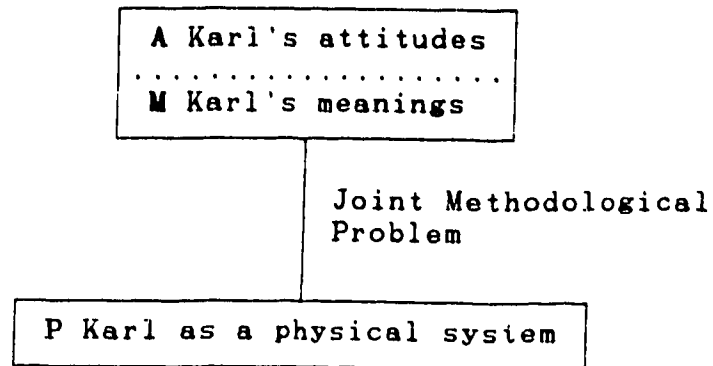 A Karl's attitudes
M Karl's meanings
Joint Methodological
Problem
P Karl as a physical system